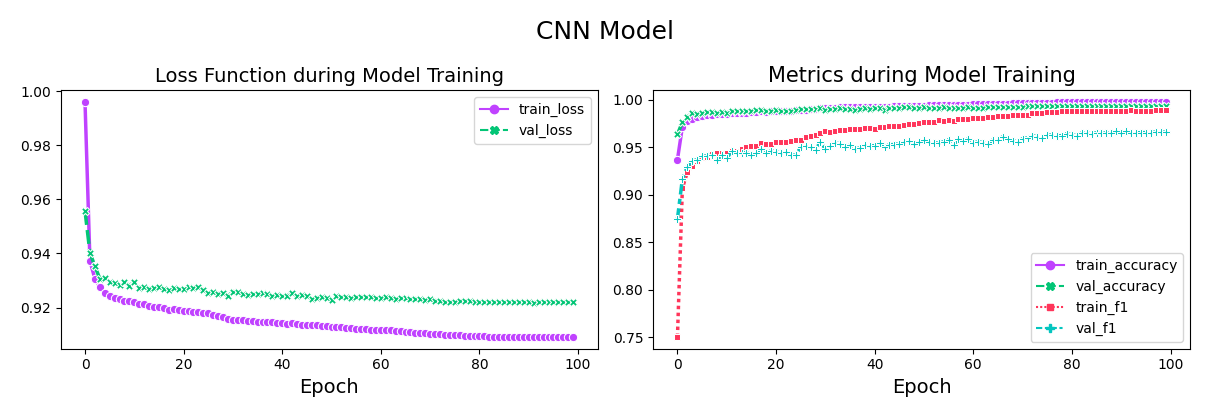 CNN Model
Loss Function during Model Training
1.00
0.98
0.96
0.94
0.92
0
20
40
60
80
100
Epoch
train_loss
val_loss
Metrics during Model Training
1.00
0.95
0.90
0.85
0.80
0.75
0
20
40
60
80
100
Epoch
train_accuracy
val_accuracy
train_f1
val_f1